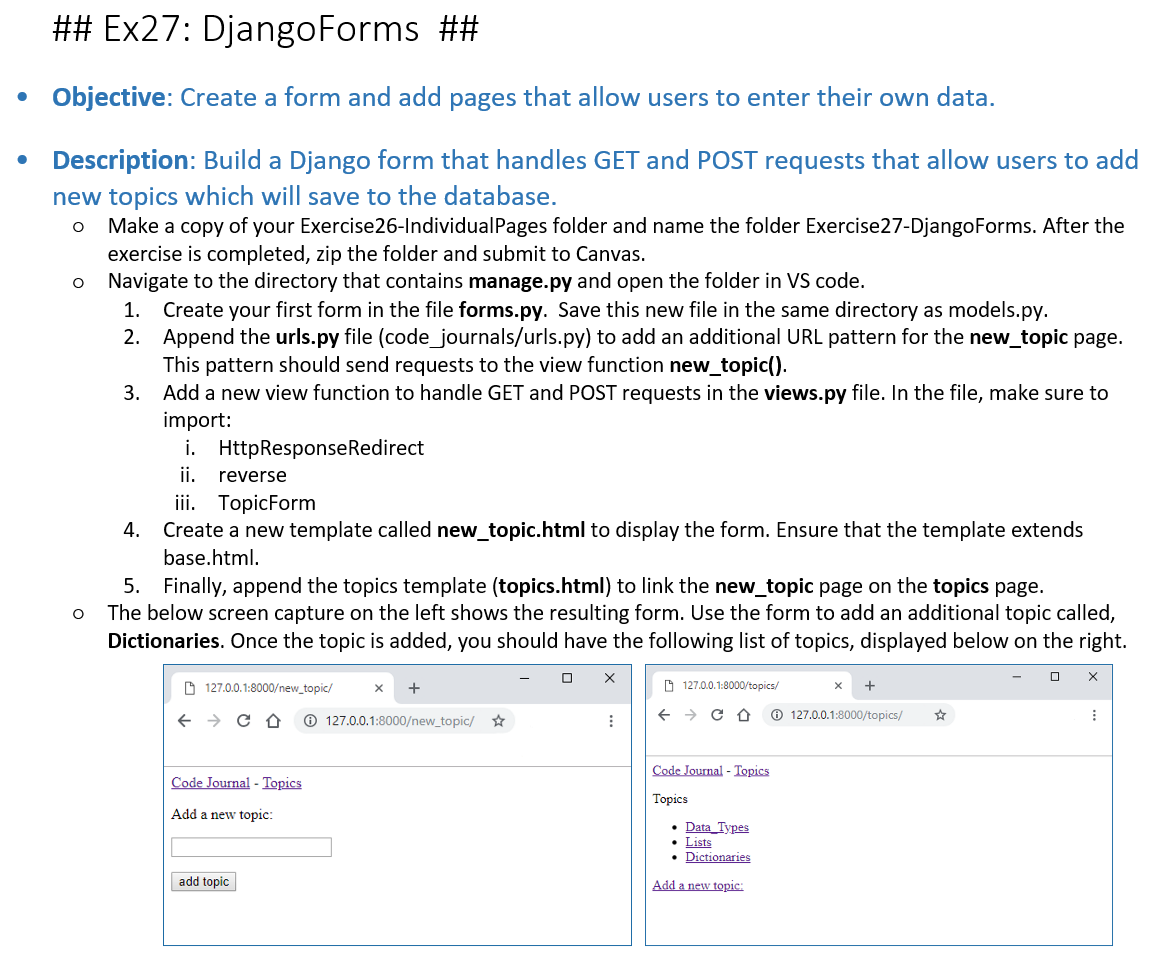 ## Ex27: DjangoForms ##
• Objective: Create a form and add pages that allow users to enter their own data.
• Description: Build a Django form that handles GET and POST requests that allow users to add
new topics which will save to the database.
o Make a copy of your Exercise26-IndividualPages folder and name the folder Exercise27-DjangoForms. After the
exercise is completed, zip the folder and submit to Canvas.
o Navigate to the directory that contains manage.py and open the folder in VS code.
1. Create your first form in the file forms.py. Save this new file in the same directory as models.py.
2. Append the urls.py file (code_journals/urls.py) to add an additional URL pattern for the new_topic page.
This pattern should send requests to the view function new_topic().
3. Add a new view function to handle GET and POST requests in the views.py file. In the file, make sure to
import:
i. HttpResponseRedirect
ii. reverse
iii. TopicForm
4. Create a new template called new_topic.html to display the form. Ensure that the template extends
base.html.
5. Finally, append the topics template (topics.html) to link the new_topic page on the topics page.
o The below screen capture on the left shows the resulting form. Use the form to add an additional topic called,
Dictionaries. Once the topic is added, you should have the following list of topics, displayed below on the right.
127.0.0.1:8000/new_topic/
127.0.0.1:8000/new_topic/
Code Journal - Topics
Add a new topic:
add topic
127.0.0.1:8000/topics/
127.0.0.1:8000/topics/
Code Journal - Topics
Topics
• Data_Types
• Lists
• Dictionaries
Add a new topic: